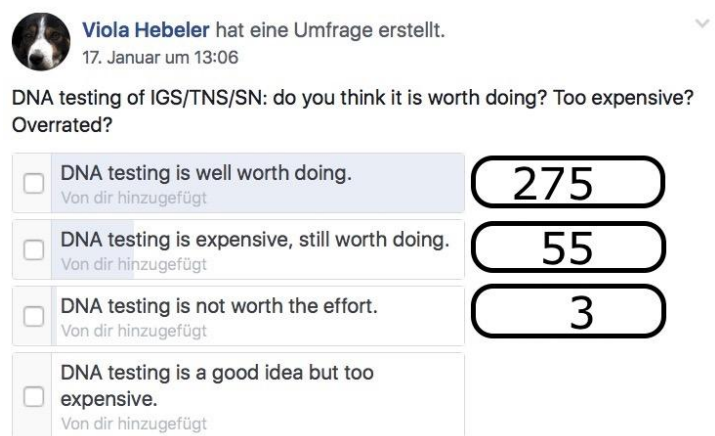 Viola Hebeler hat eine Umfrage erstellt.
17. Januar um 13:06
DNA testing of IGS/TNS/SN: do you think it is worth doing? Too expensive?
Overrated?
DNA testing is well worth doing.
Von dir hinzugefügt
275
DNA testing is expensive, still worth doing.
Von dir hinzugefügt
55
DNA testing is not worth the effort.
Von dir hinzugefügt
3
DNA testing is a good idea but too
expensive.
Von dir hinzugefügt